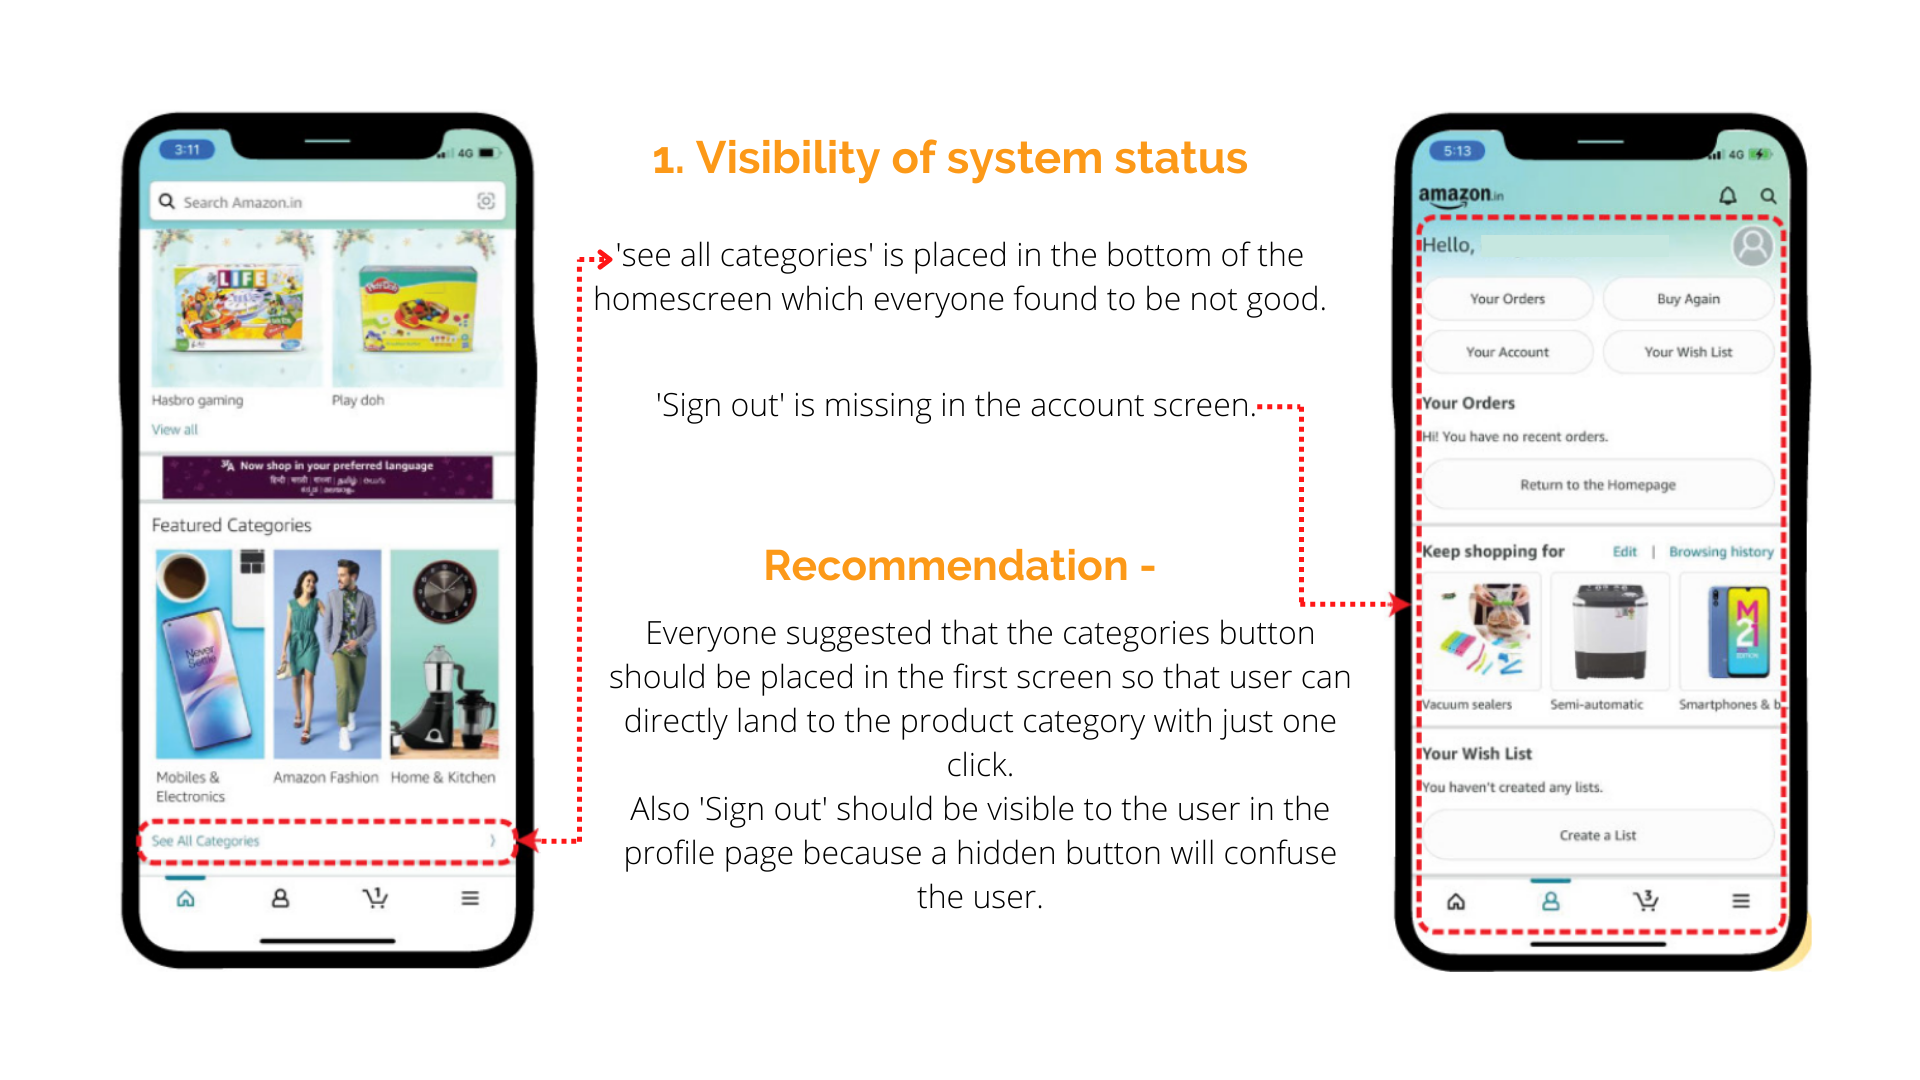 3:11
4G
Search Amazon.in
LIFE
Play-Doh
Hasbro gaming
Play doh
View all
Now shop in your preferred language
Featured Categories
Never
Settle
Mobiles &
Electronics
Amazon Fashion
Home & Kitchen
See All Categories
1
1. Visibility of system status
'see all categories' is placed in the bottom of the
homescreen which everyone found to be not good.
'Sign out' is missing in the account screen.
Recommendation -
Everyone suggested that the categories button
should be placed in the first screen so that user can
directly land to the product category with just one
click.
Also 'Sign out' should be visible to the user in the
profile page because a hidden button will confuse
the user.
5:13
4G
amazon.in
Hello,
Your Orders
Buy Again
Your Account
Your Wish List
Your Orders
Hi! You have no recent orders.
Return to the Homepage
Keep shopping for
Edit | Browsing history
M
21
EDITION
Vacuum sealers
Semi-automatic
Smartphones & b
Your Wish List
You haven't created any lists.
Create a List
3